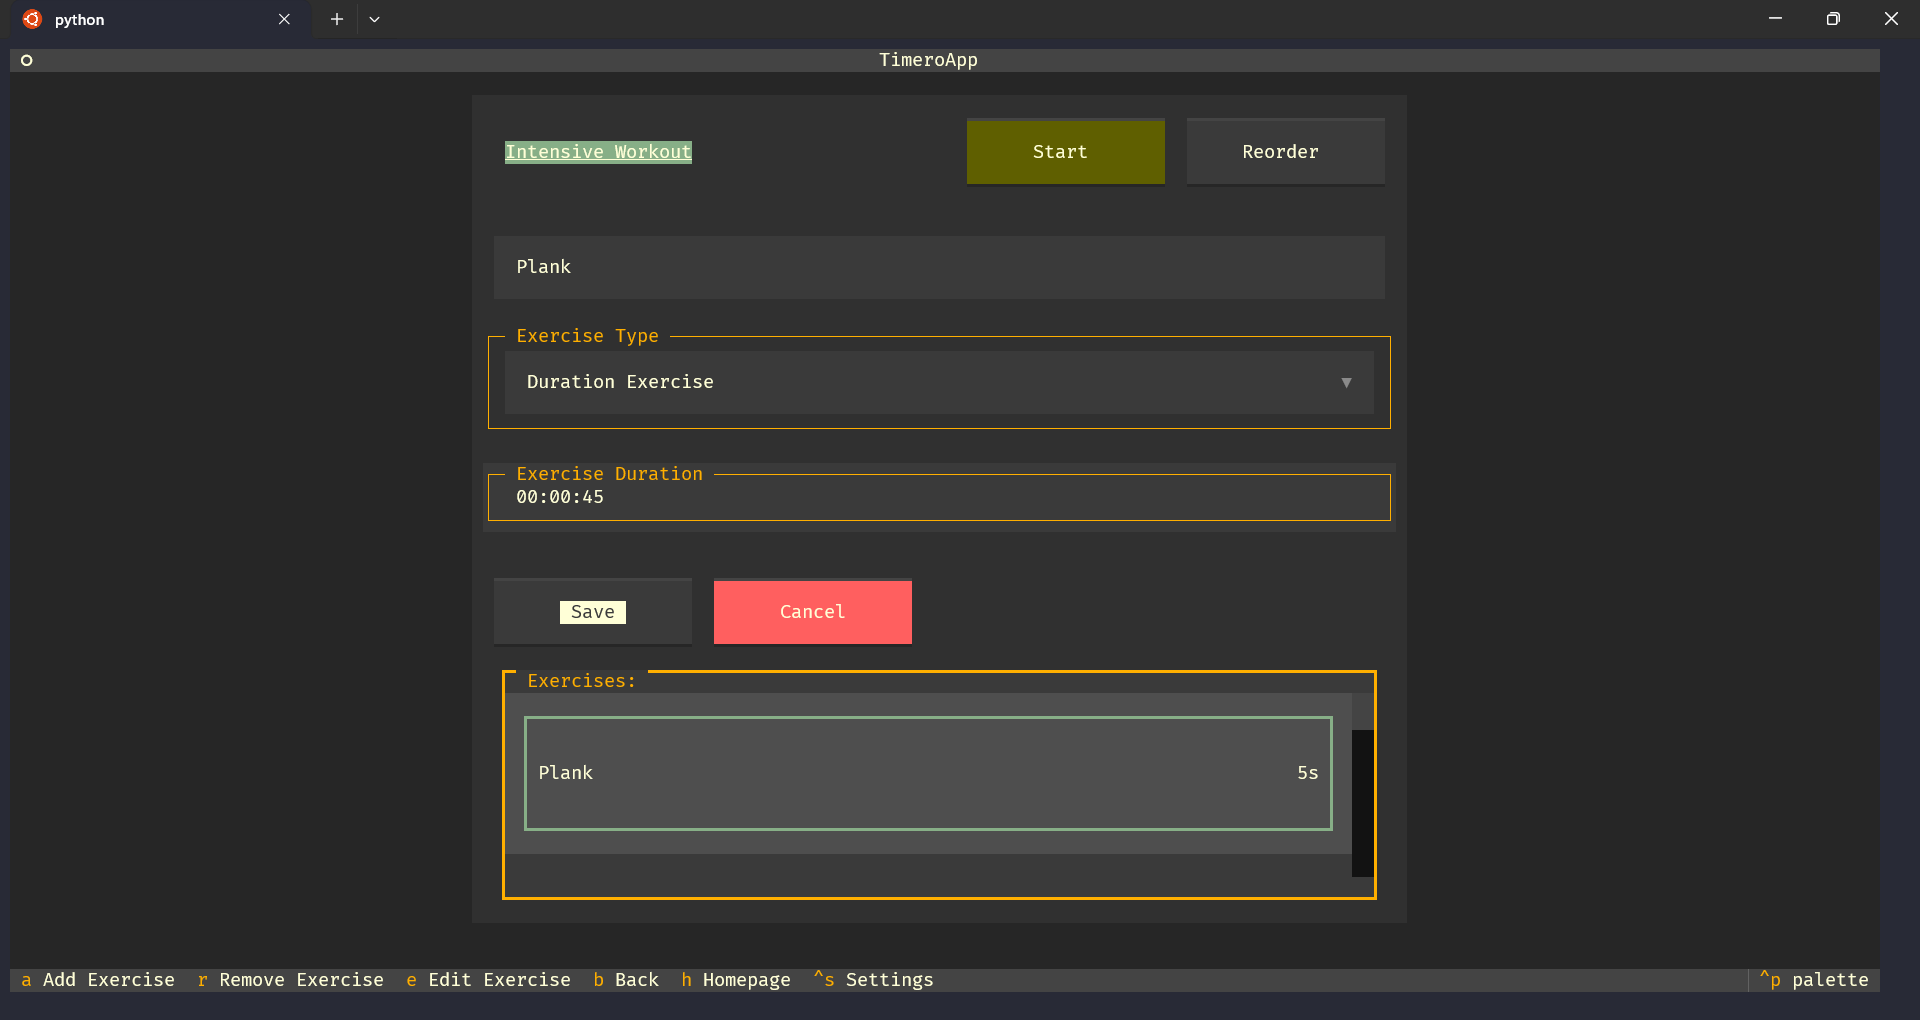 python
TimeroApp
Intensive Workout
Start
Reorder
Plank
Exercise Type
Duration Exercise
Exercise Duration
00:00:45
Save
Cancel
Exercises:
Plank 5s
a Add Exercise r Remove Exercise e Edit Exercise b Back h Homepage ^s Settings ^p palette